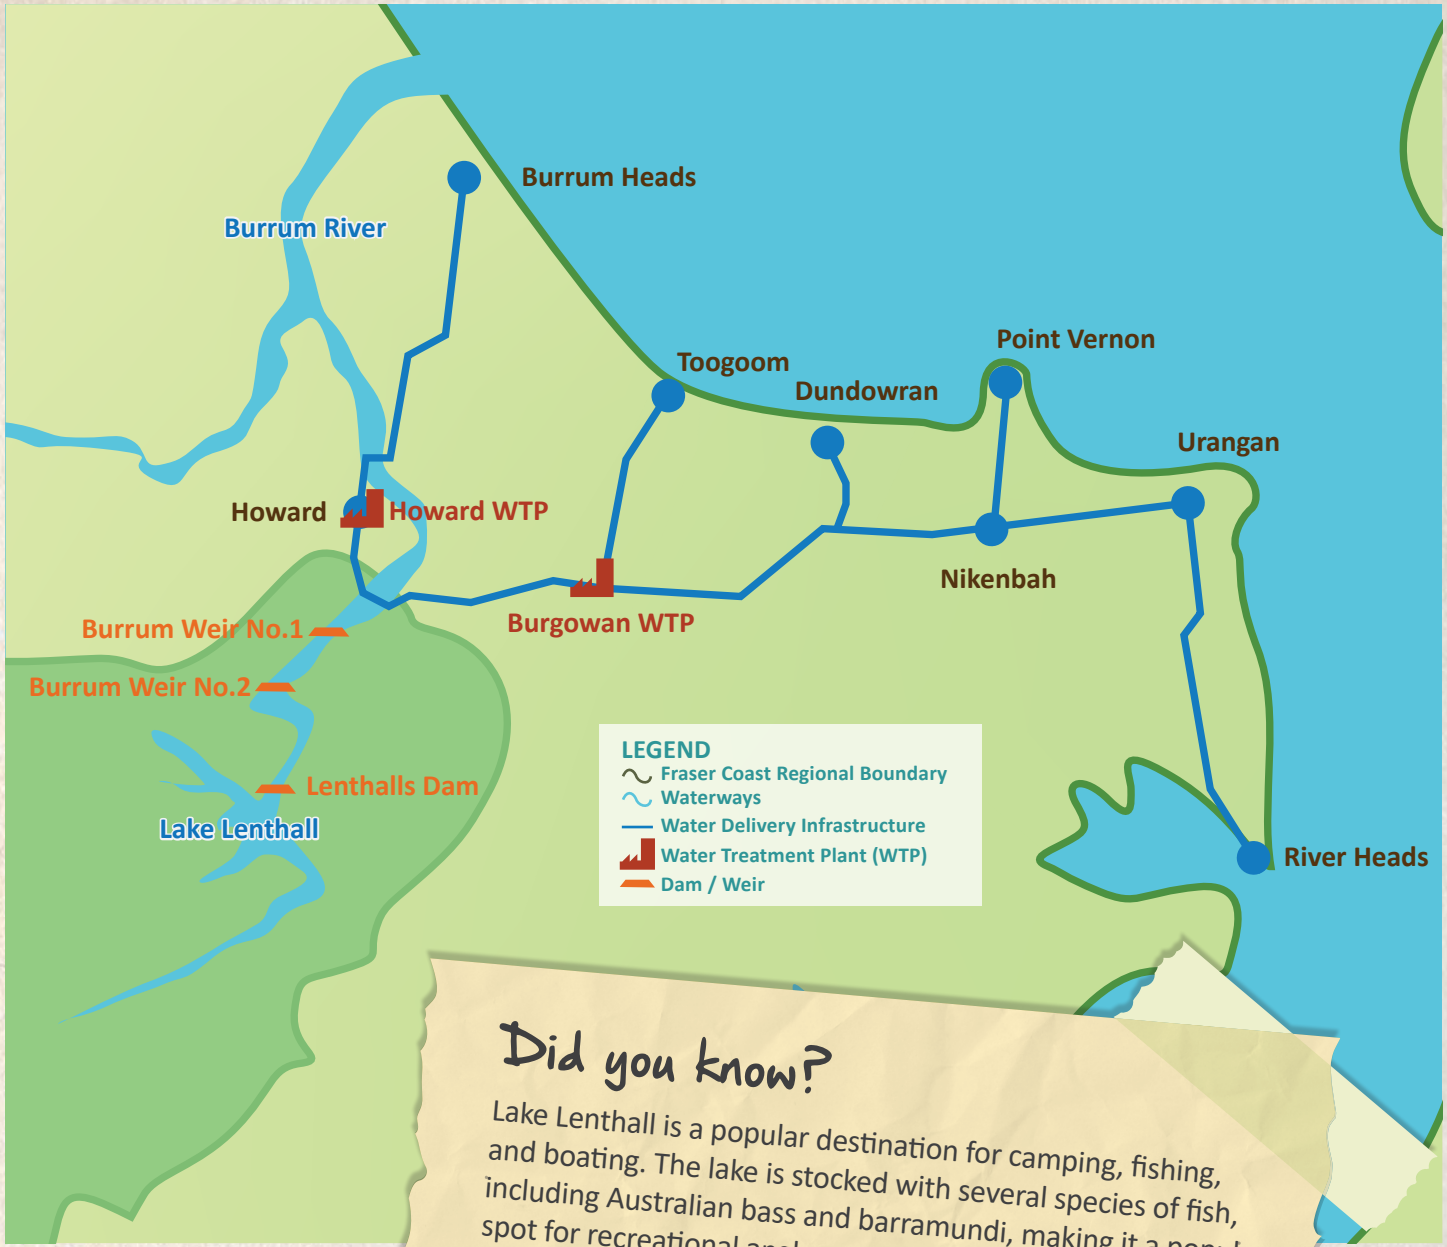 Burrum Heads
Burrum River
Point Vernon
Toogoom
Dundowran
Urangan
Howard
Howard WTP
Nikenbah
Burgowan WTP
Burrum Weir No.1
Burrum Weir No.2
Lenthalls Dam
Lake Lenthall
LEGEND
Fraser Coast Regional Boundary
Waterways
Water Delivery Infrastructure
Water Treatment Plant (WTP)
Dam / Weir
River Heads
Did you know?
Lake Lenthall is a popular destination for camping, fishing,
and boating. The lake is stocked with several species of fish,
including Australian bass and barramundi, making it a
spot for recreational